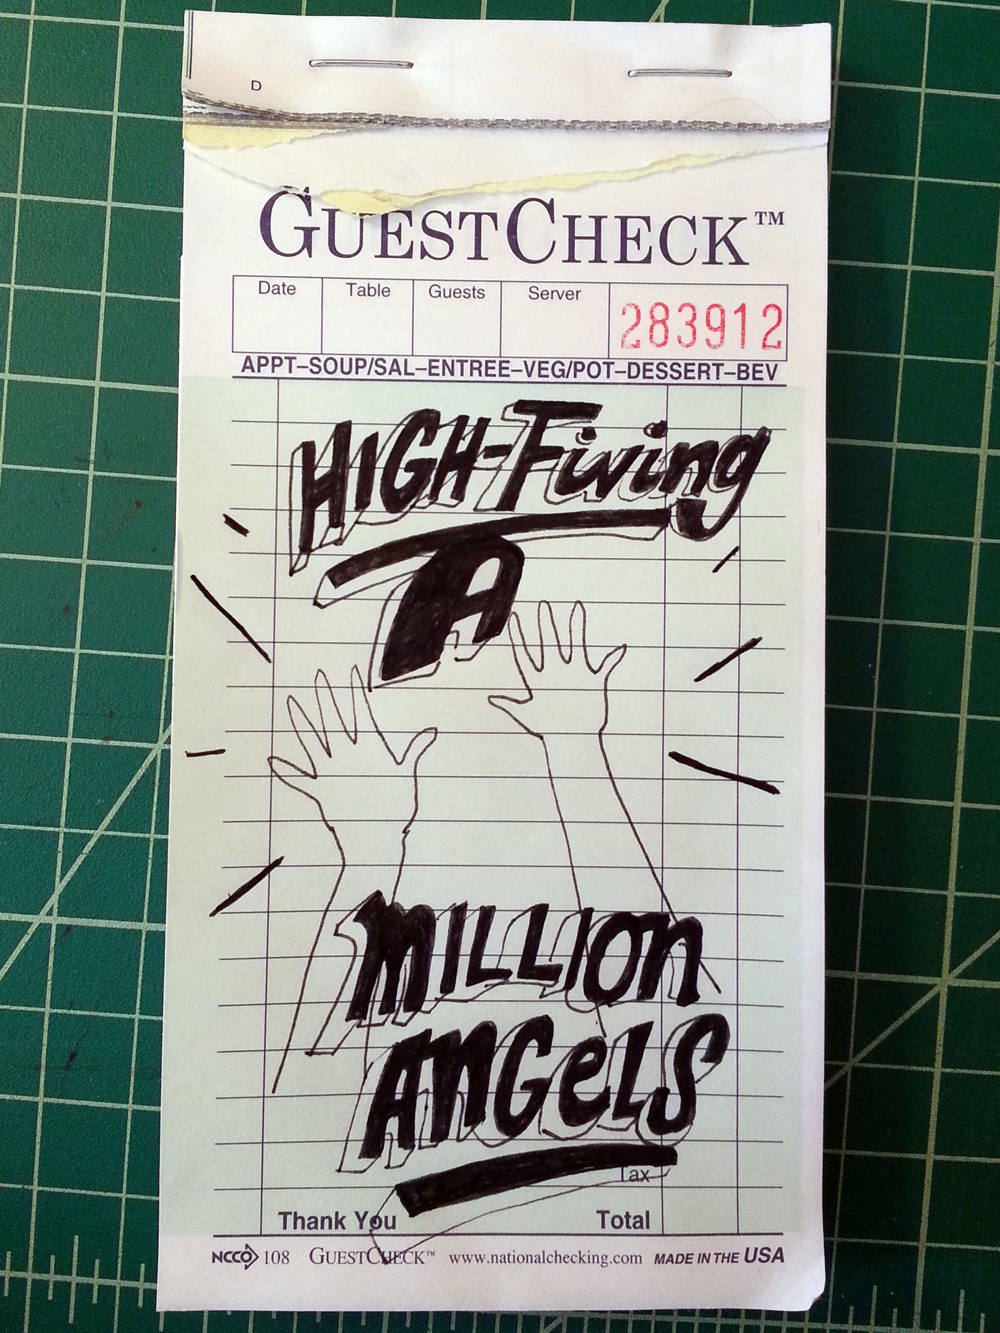 D
GUESTCHECK™
Date Table Guests Server 283912
APPT–SOUP/SAL–ENTREE–VEG/POT–DESSERT–BEV
HIGH-Fiving
A
MILLION
ANGeLS
Tax
Thank You Total
NCCO 108 GUESTCHECK™ www.nationalchecking.com MADE IN THE USA